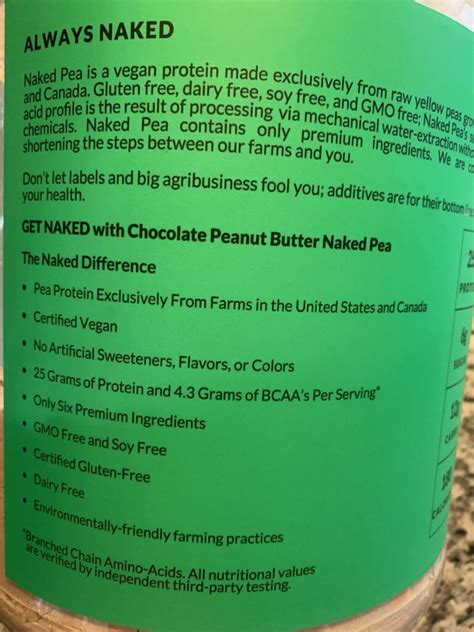 ALWAYS NAKED
Naked Pea is a vegan protein made exclusively from raw yellow peas
and Canada. Gluten free, dairy free, soy free, and GMO free; Naked Pea's
acid profile is the result of processing via mechanical water-extraction
chemicals. Naked Pea contains only premium ingredients. We are
shortening the steps between our farms and you.
Don't let labels and big agribusiness fool you; additives are for their bottom
your health.
GET NAKED with Chocolate Peanut Butter Naked Pea
The Naked Difference
• Pea Protein Exclusively From Farms in the United States and Canada
• Certified Vegan
• No Artificial Sweeteners, Flavors, or Colors
• 25 Grams of Protein and 4.3 Grams of BCAA's Per Serving*
• Only Six Premium Ingredients
• GMO Free and Soy Free
• Certified Gluten-Free
• Dairy Free
• Environmentally-friendly farming practices
*Branched Chain Amino-Acids. All nutritional values
are verified by independent third-party testing.